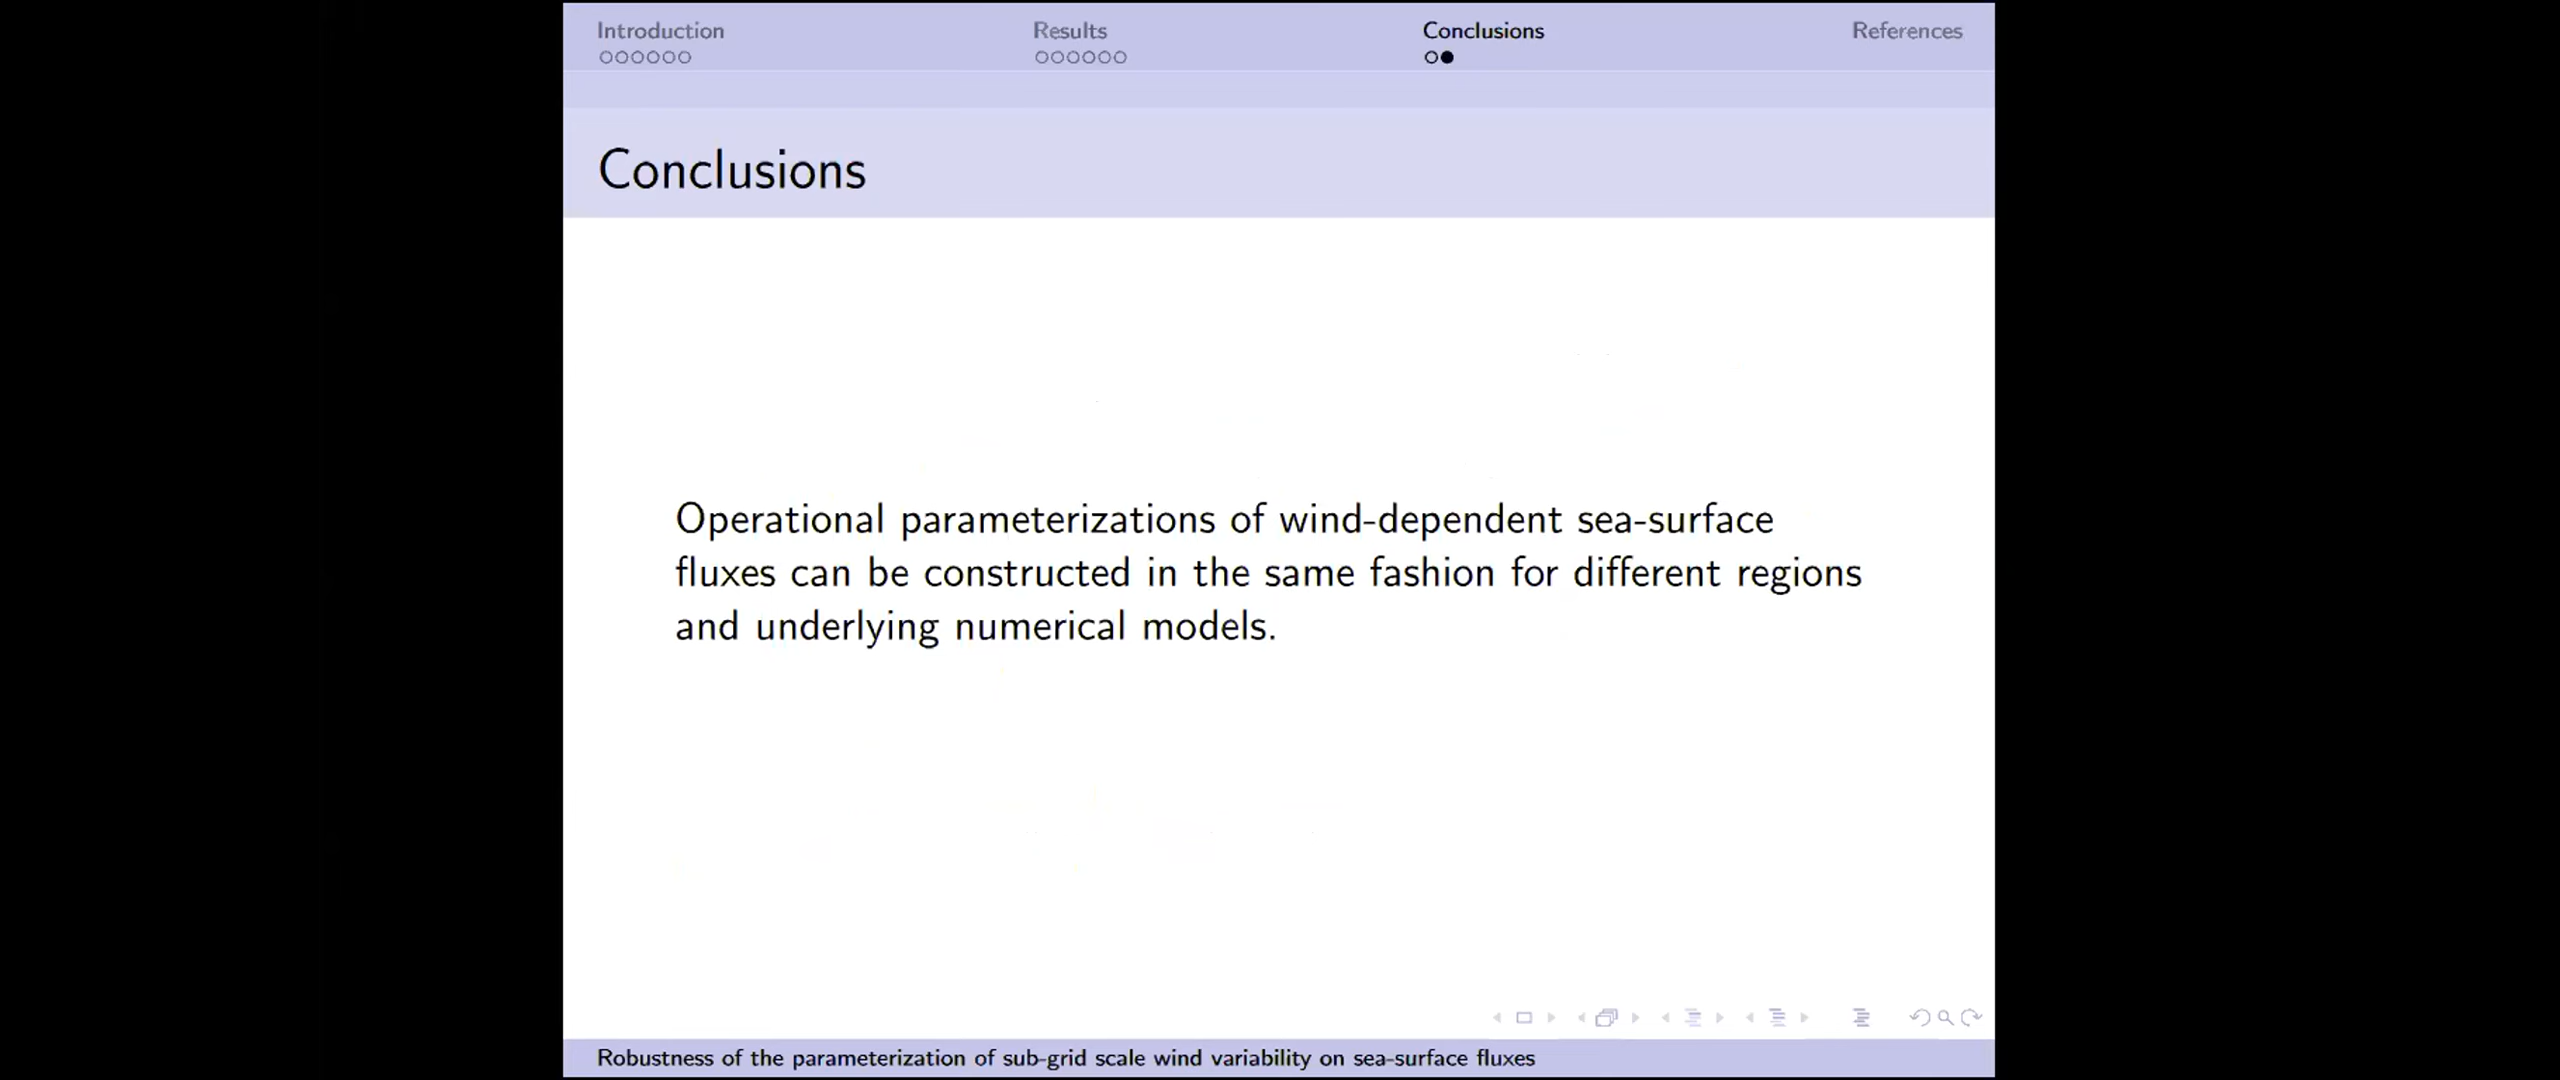 Introduction
Results
Conclusions
References
Conclusions
Operational parameterizations of wind-dependent sea-surface
fluxes can be constructed in the same fashion for different regions
and underlying numerical models.
Robustness of the parameterization of sub-grid scale wind variability on sea-surface fluxes